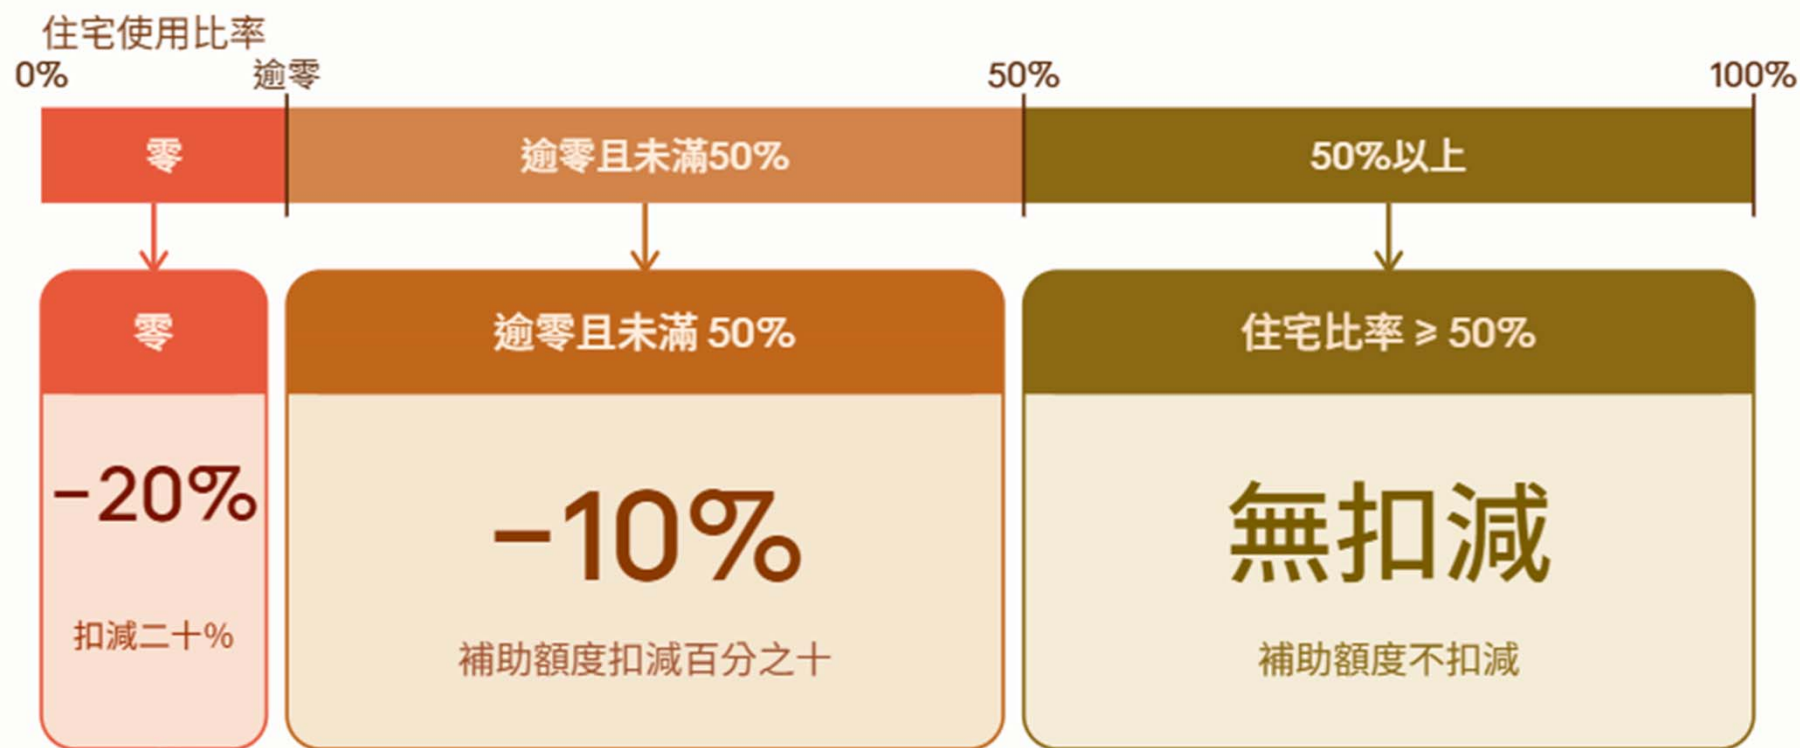 住宅使用比率
0% 逾零 50% 100%
零 逾零且未滿50% 50%以上
零
-20%
扣減二十%
逾零且未滿 50%
-10%
補助額度扣減百分之十
住宅比率 ≥ 50%
無扣減
補助額度不扣減